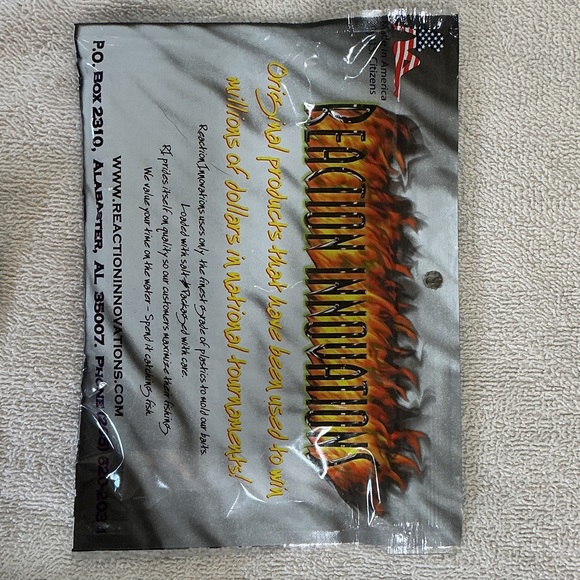 America
Citizens
REACTION INNOVATIONS
Original products that have been used to win
millions of dollars in national tournaments!
Reaction Innovations uses only the finest grade of plastics to mold our baits.
Loaded with salt - Packaged with care.
RI prides itself on quality so our customers maximize their fishing
We value your time on the water - Spend it catching fish
WWW.REACTIONINNOVATIONS.COM
P.O. Box 2310, Alabaster, AL 35007, Phone